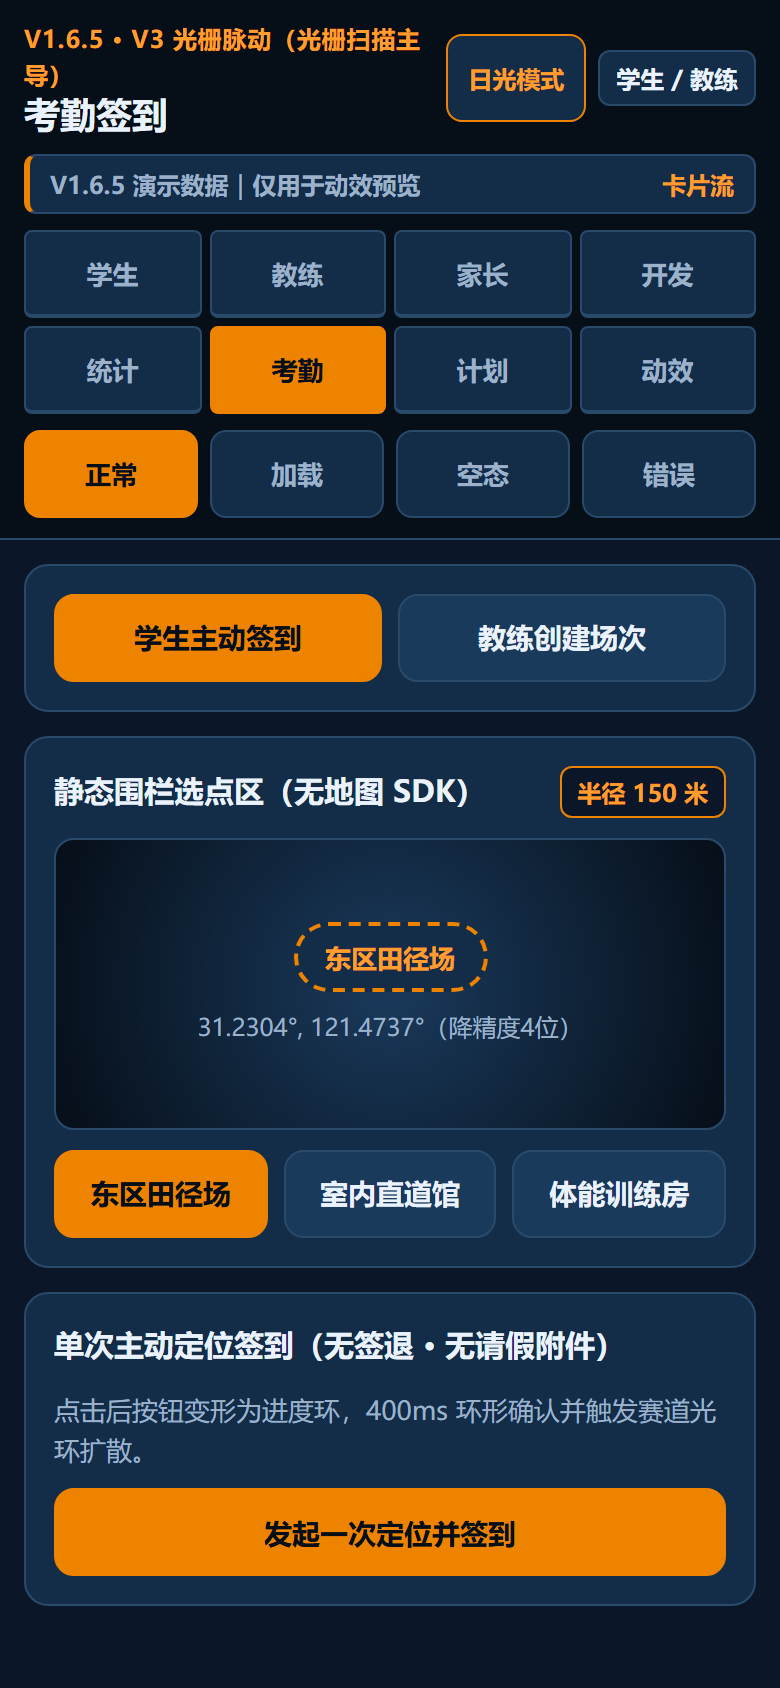 V1.6.5 • V3 光栅脉动（光栅扫描主
导）
考勤签到
日光模式
学生 / 教练
V1.6.5 演示数据 | 仅用于动效预览
卡片流
学生
教练
家长
开发
统计
考勤
计划
动效
正常
加载
空态
错误
学生主动签到
教练创建场次
静态围栏选点区（无地图 SDK）
半径 150 米
东区田径场
31.2304°, 121.4737°（降精度4位）
东区田径场
室内直道馆
体能训练房
单次主动定位签到（无签退 • 无请假附件）
点击后按钮变形为进度环，400ms 环形确认并触发赛道光
环扩散。
发起一次定位并签到